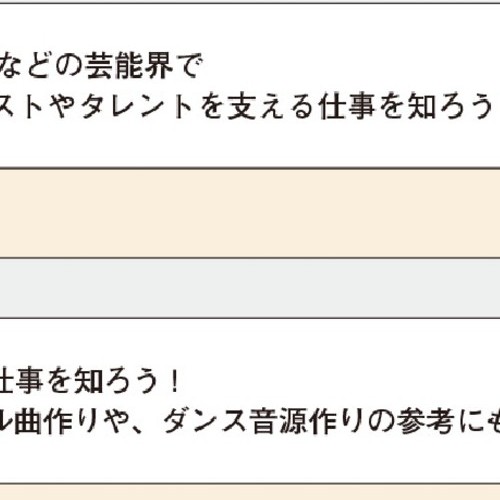 などの芸能界で
ストやタレントを支える仕事を知ろう
仕事を知ろう！
ル曲作りや、ダンス音源作りの参考にも